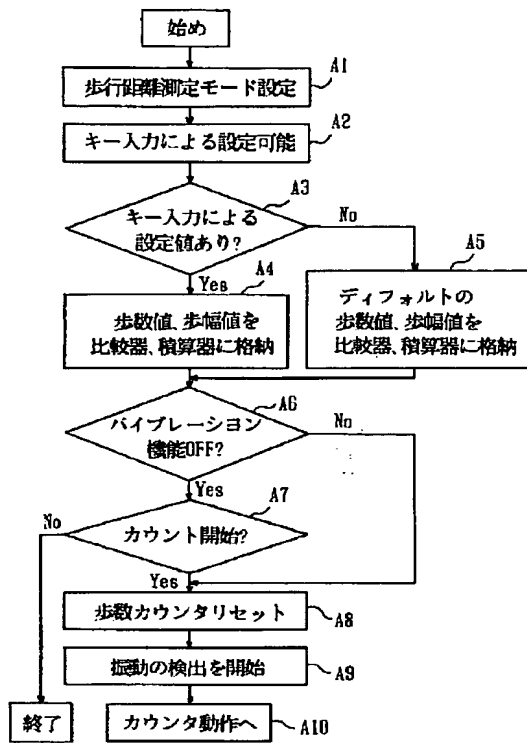 始め
A1
歩行距離測定モード設定
A2
キー入力による設定可能
A3
キー入力による
設定値あり?
No
A4
Yes
歩数値、歩幅値を
比較器、積算器に格納
A5
ディフォルトの
歩数値、歩幅値を
比較器、積算器に格納
A6
バイブレーション
機能OFF?
No
Yes
A7
No
カウント開始?
Yes
歩数カウンタリセット
A8
振動の検出を開始
A9
終了
カウンタ動作へ
A10